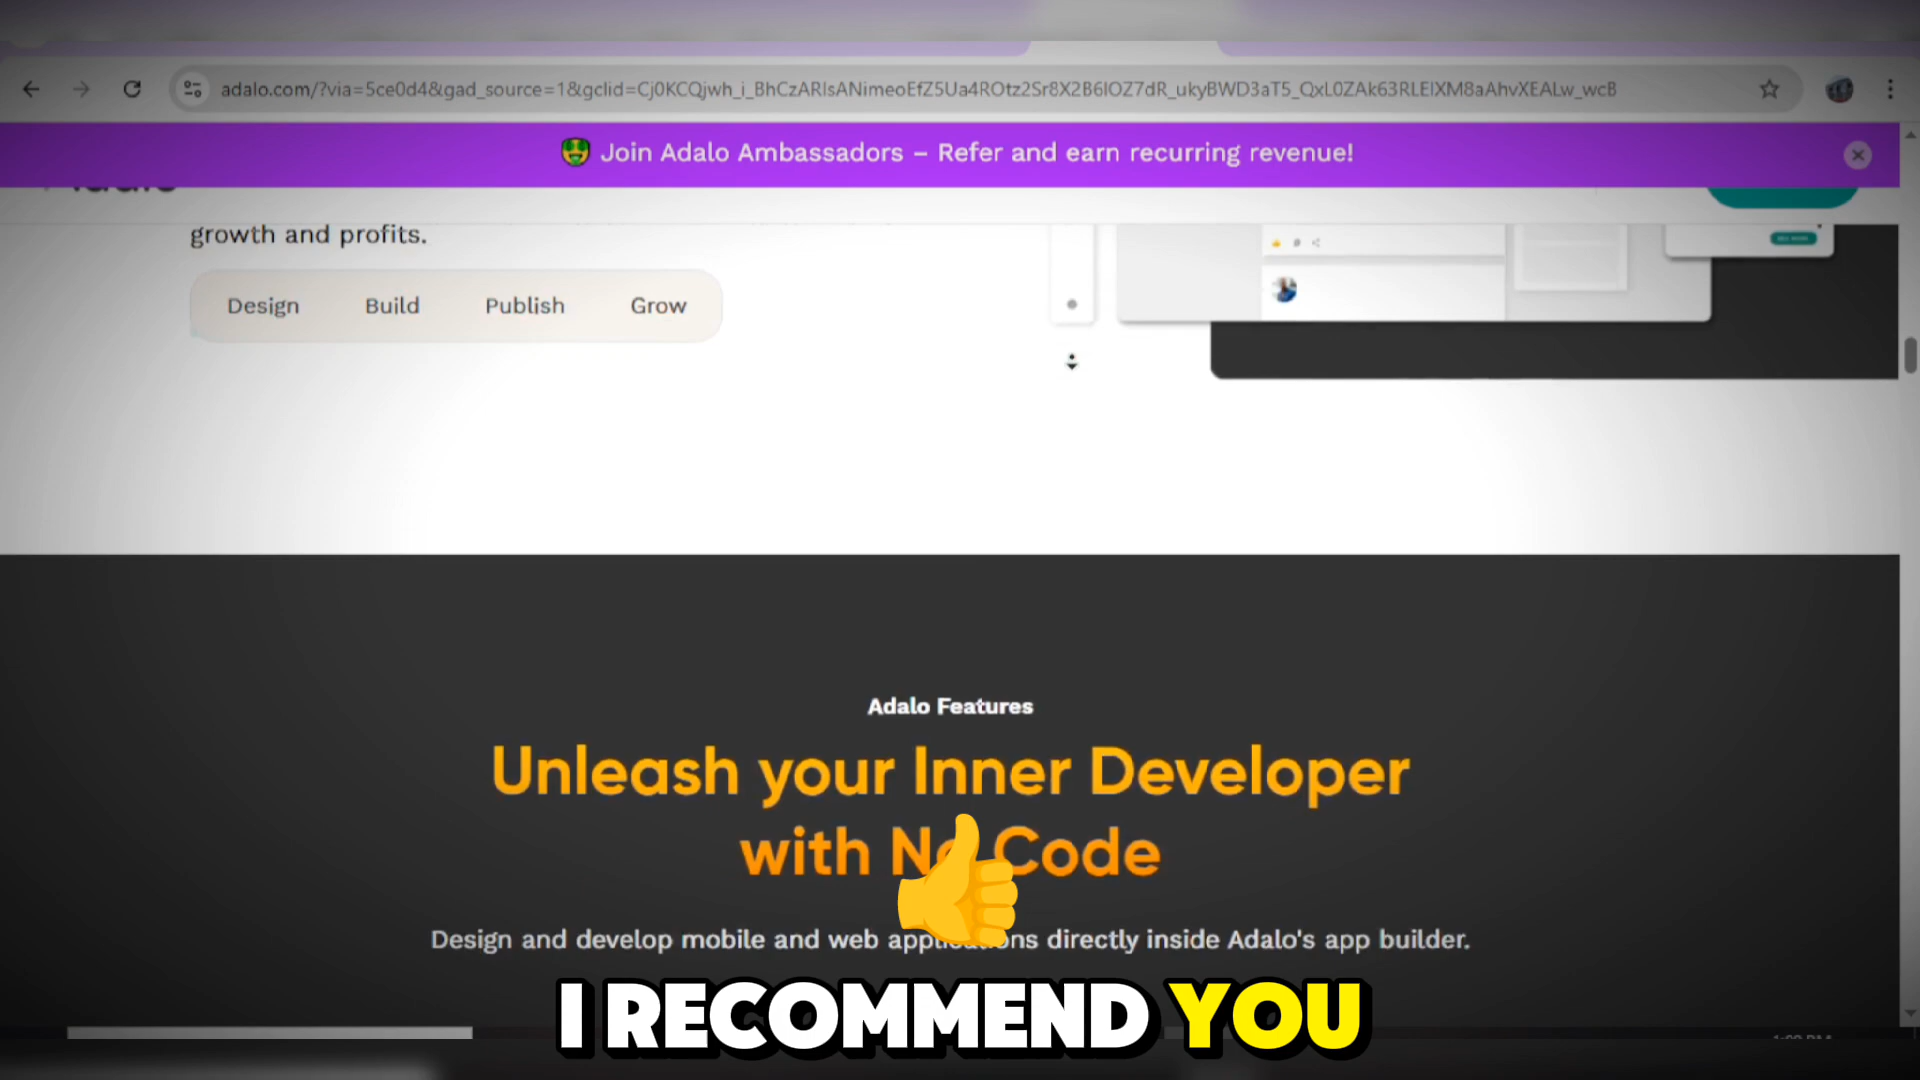 adalo.com/?via=5ce0d4&gad_source=1&gclid=Cj0KCQjwh_i_BhCzARIsANimeoEfZ5Ua4ROtz2Sr8X2B6IOZ7dR_ukyBWD3aT5_QxL0ZAk63RLEIXM8aAhvXEALw_wcB
Join Adalo Ambassadors – Refer and earn recurring revenue!
growth and profits.
Design Build Publish Grow
Adalo Features
Unleash your Inner Developer
with No Code
Design and develop mobile and web applications directly inside Adalo's app builder.
I RECOMMEND YOU